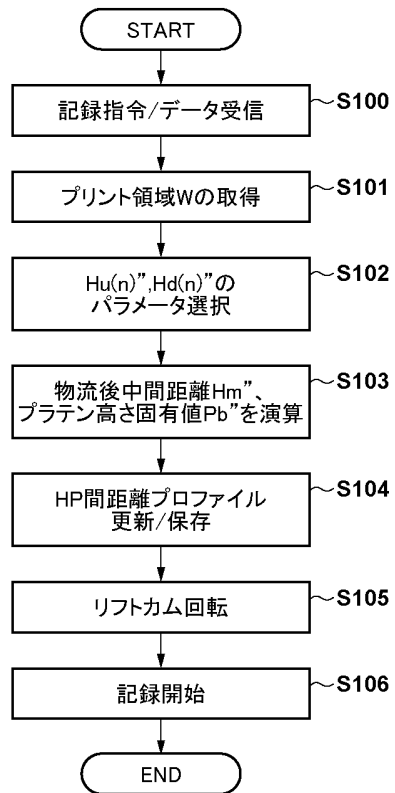 START
記録指令/データ受信
S100
プリント領域Wの取得
S101
Hu(n)”,Hd(n)”の
パラメータ選択
S102
物流後中間距離Hm”、
プラテン高さ固有値Pb”を演算
S103
HP間距離プロファイル
更新/保存
S104
リフトカム回転
S105
記録開始
S106
END